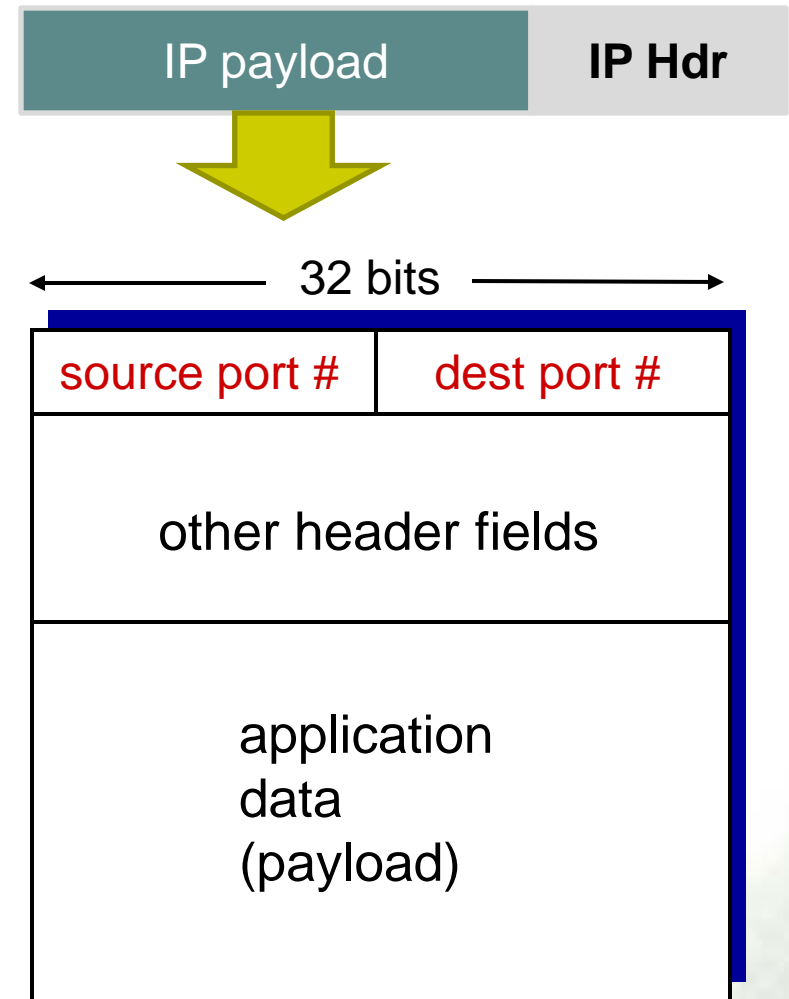 IP payload IP Hdr
32 bits
source port # dest port #
other header fields
application
data
(payload)